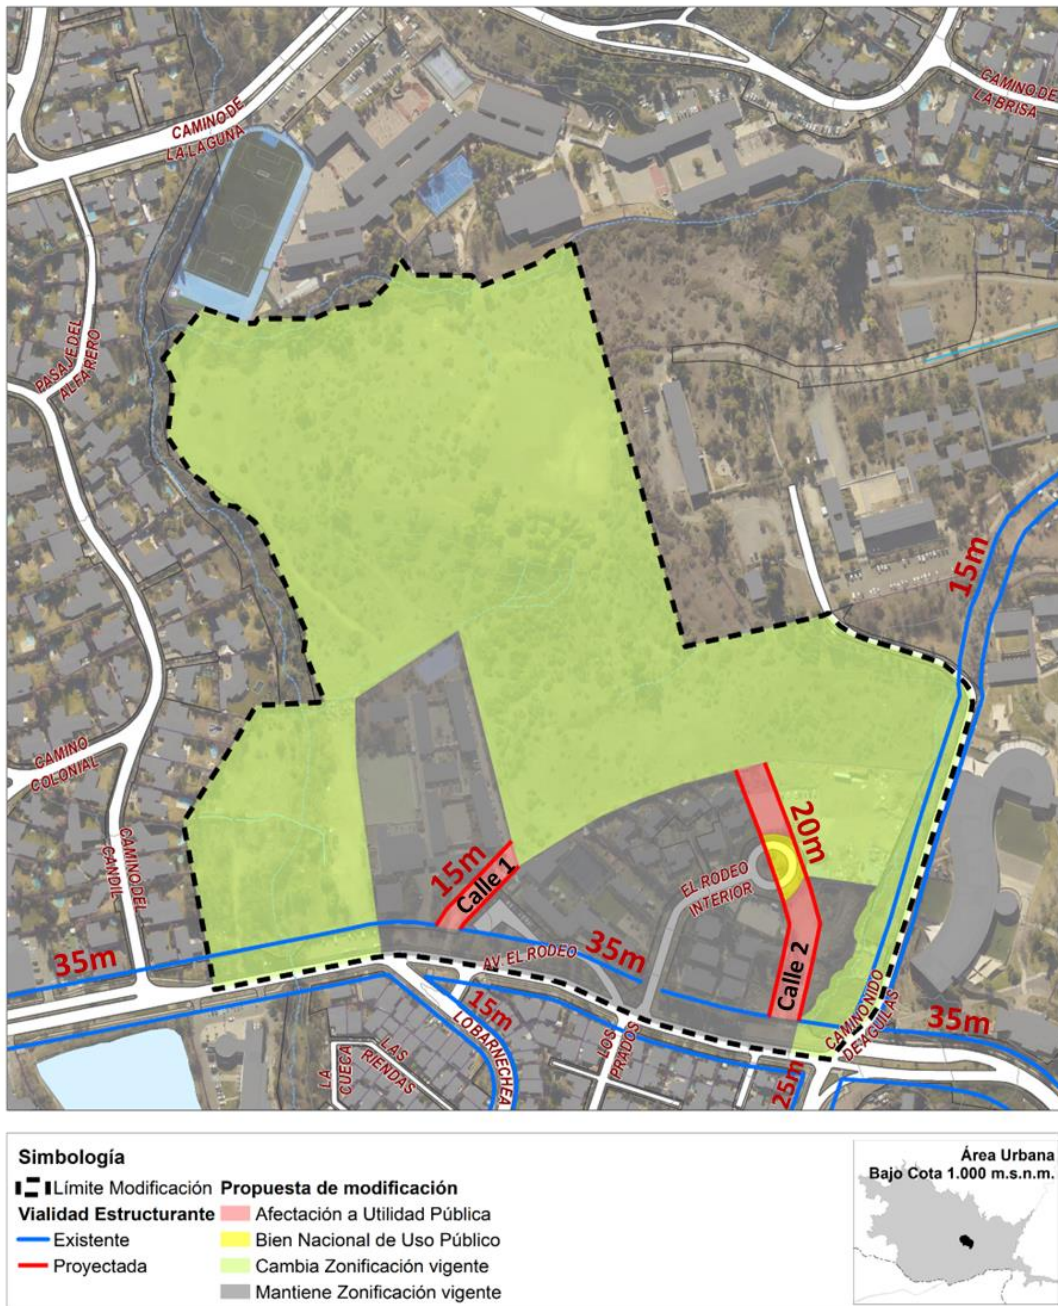 CAMINO DE
LA LAGUNA
CAMINO DE
LA BRISA
PASAJE DEL
ALFARERO
15m
CAMINO
COLONIAL
CAMINO DEL
CANDIL
20m
15m
Calle 1
EL RODEO
INTERIOR
35m
AV. EL RODEO
35m
Calle 2
CAMINO NIDO
DE AGUILAS
35m
15m
LO BARNECHEA
LOS
PRADOS
LAS
RIENDAS
LA
CUECA
25m
Simbología
Límite Modificación
Vialidad Estructurante
Existente
Proyectada
Propuesta de modificación
Afectación a Utilidad Pública
Bien Nacional de Uso Público
Cambia Zonificación vigente
Mantiene Zonificación vigente
Área Urbana
Bajo Cota 1.000 m.s.n.m.